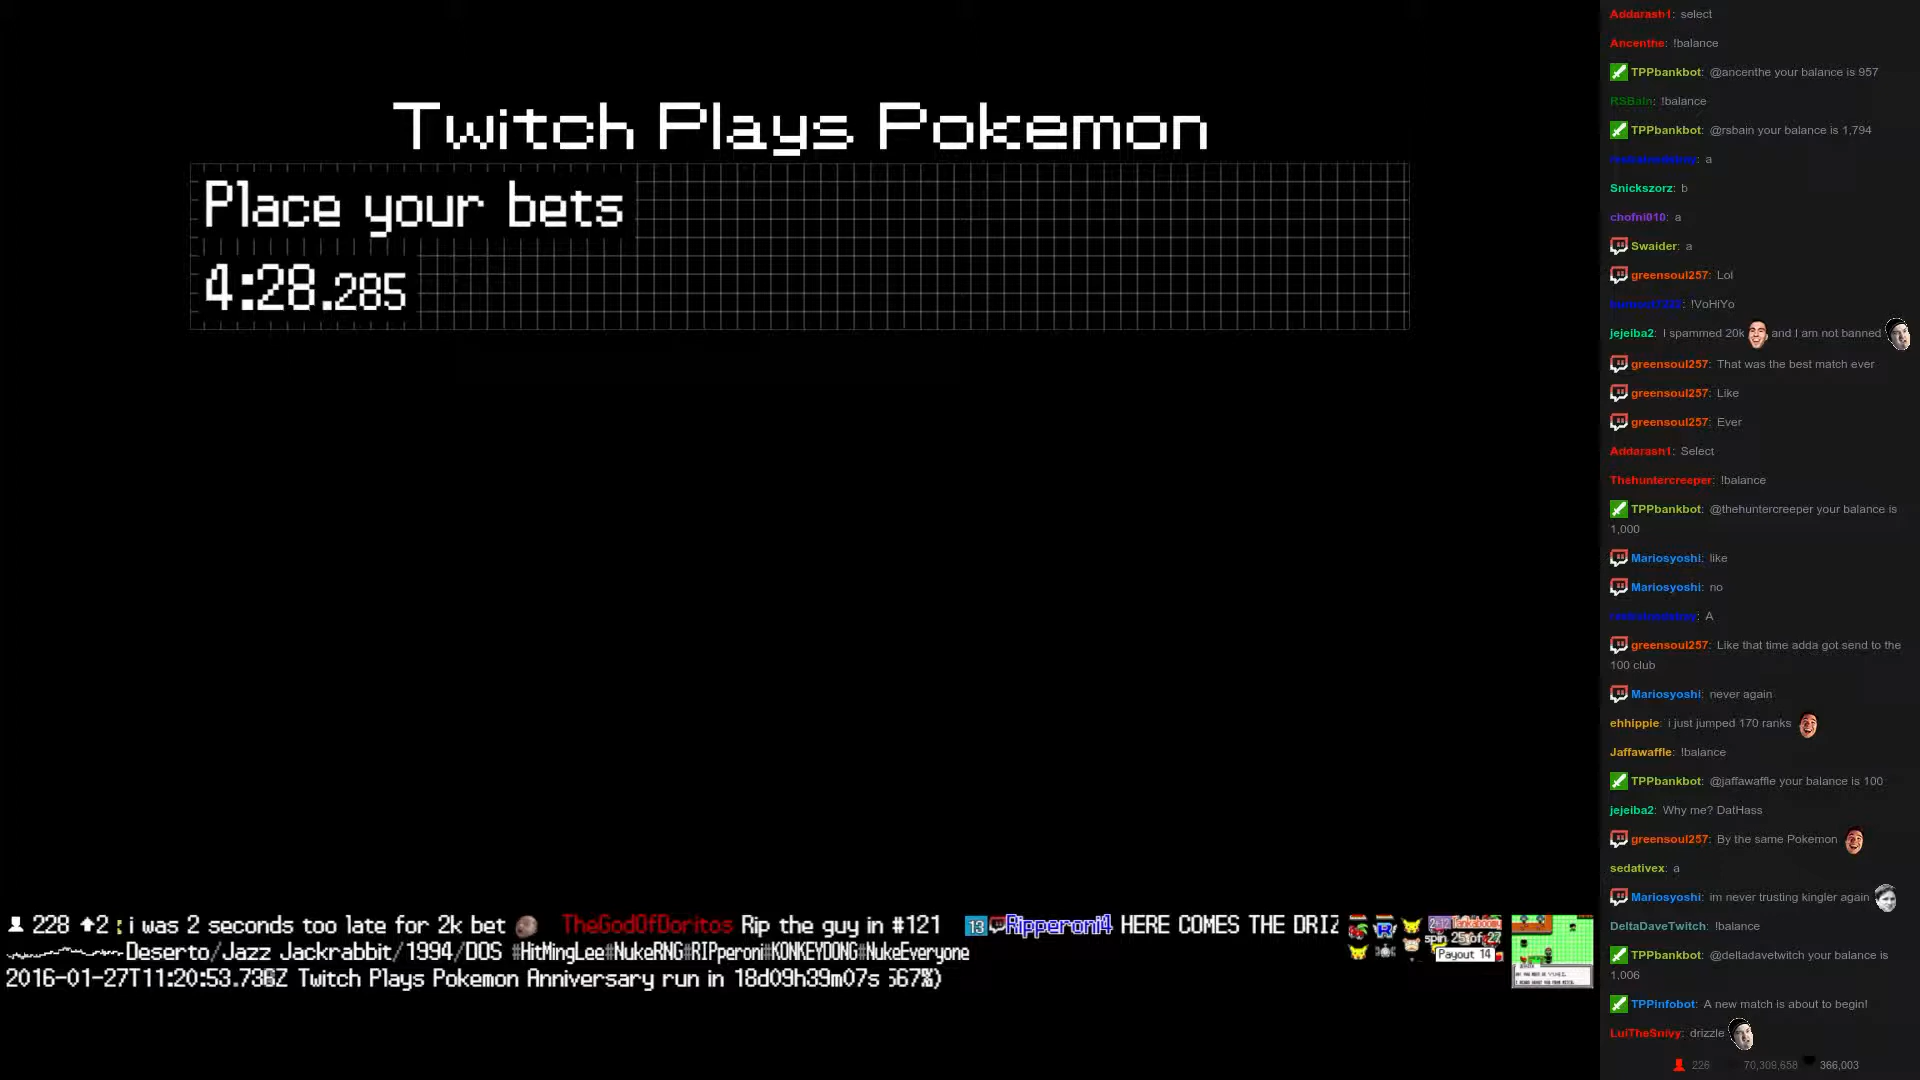 Twitch Plays Pokemon
Place your bets
4:28.285
228 2 : i was 2 seconds too late for 2k bet TheGodOfDoritos Rip the guy in #121 13 Ripperoni4 HERE COMES THE DRIZ
Deserto/Jazz Jackrabbit/1994/DOS #HitMingLee#NukeRNG#RIPperoni#KONKEYDONG#NukeEveryone
2016-01-27T11:20:53.736Z Twitch Plays Pokemon Anniversary run in 18d09h39m07s 567%)
spin 25 of 27
Payout 14
Addarash1: select
Ancenthe: !balance
TPPbankbot: @ancenthe your balance is 957
RSBain: !balance
TPPbankbot: @rsbain your balance is 1,794
: a
Snickszorz: b
chofni010: a
Swaider: a
greensoul257: Lol
: !VoHiYo
jejeiba2: I spammed 20k and I am not banned
greensoul257: That was the best match ever
greensoul257: Like
greensoul257: Ever
Addarash1: Select
Thehuntercreeper: !balance
TPPbankbot: @thehuntercreeper your balance is
1,000
Mariosyoshi: like
Mariosyoshi: no
: A
greensoul257: Like that time adda got send to the
100 club
Mariosyoshi: never again
ehhippie: i just jumped 170 ranks
Jaffawaffle: !balance
TPPbankbot: @jaffawaffle your balance is 100
jejeiba2: Why me? DatHass
greensoul257: By the same Pokemon
sedativex: a
Mariosyoshi: im never trusting kingler again
DeltaDaveTwitch: !balance
TPPbankbot: @deltadavetwitch your balance is
1,006
TPPInfobot: A new match is about to begin!
LuiTheSnivy: drizzle
226 70,309,658 366,003